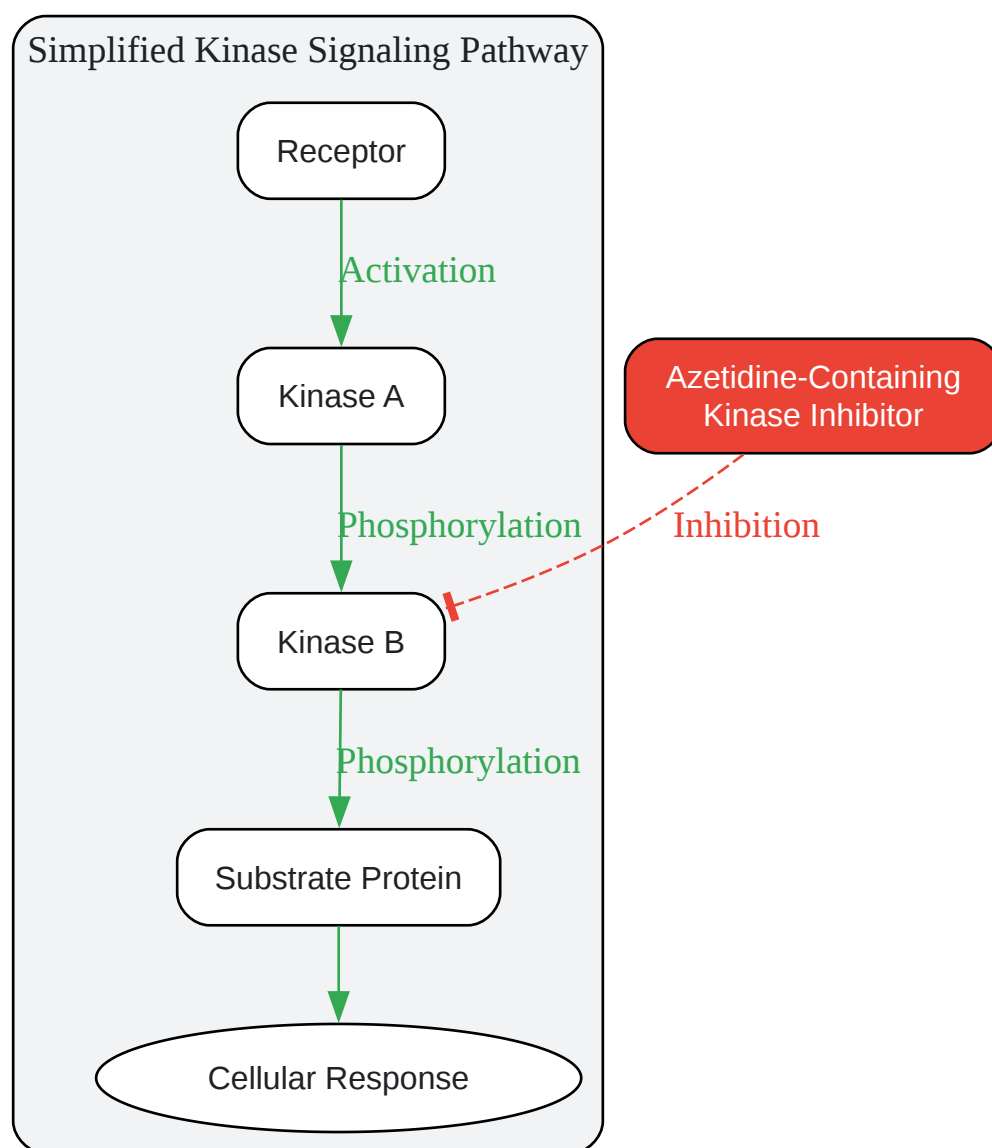 Simplified Kinase Signaling Pathway
Receptor
Activation
Kinase A
Azetidine-Containing
Kinase Inhibitor
Phosphorylation
Inhibition
Kinase B
Phosphorylation
Substrate Protein
Cellular Response